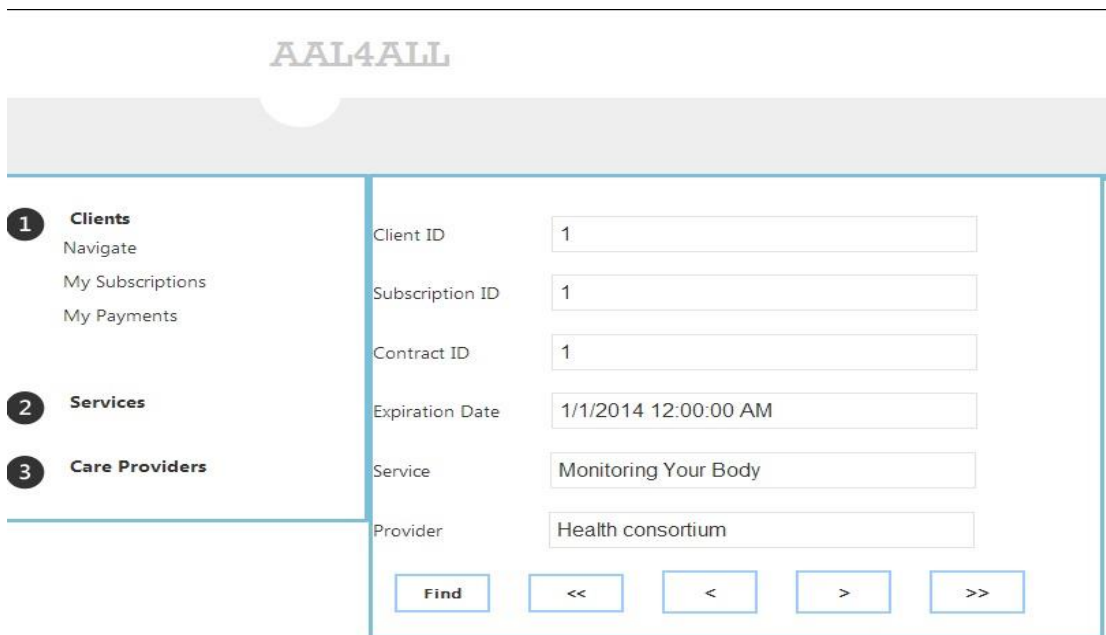 AAL4ALL
1 Clients
Navigate
My Subscriptions
My Payments
2 Services
3 Care Providers
Client ID 1
Subscription ID 1
Contract ID 1
Expiration Date 1/1/2014 12:00:00 AM
Service Monitoring Your Body
Provider Health consortium
Find << < > >>